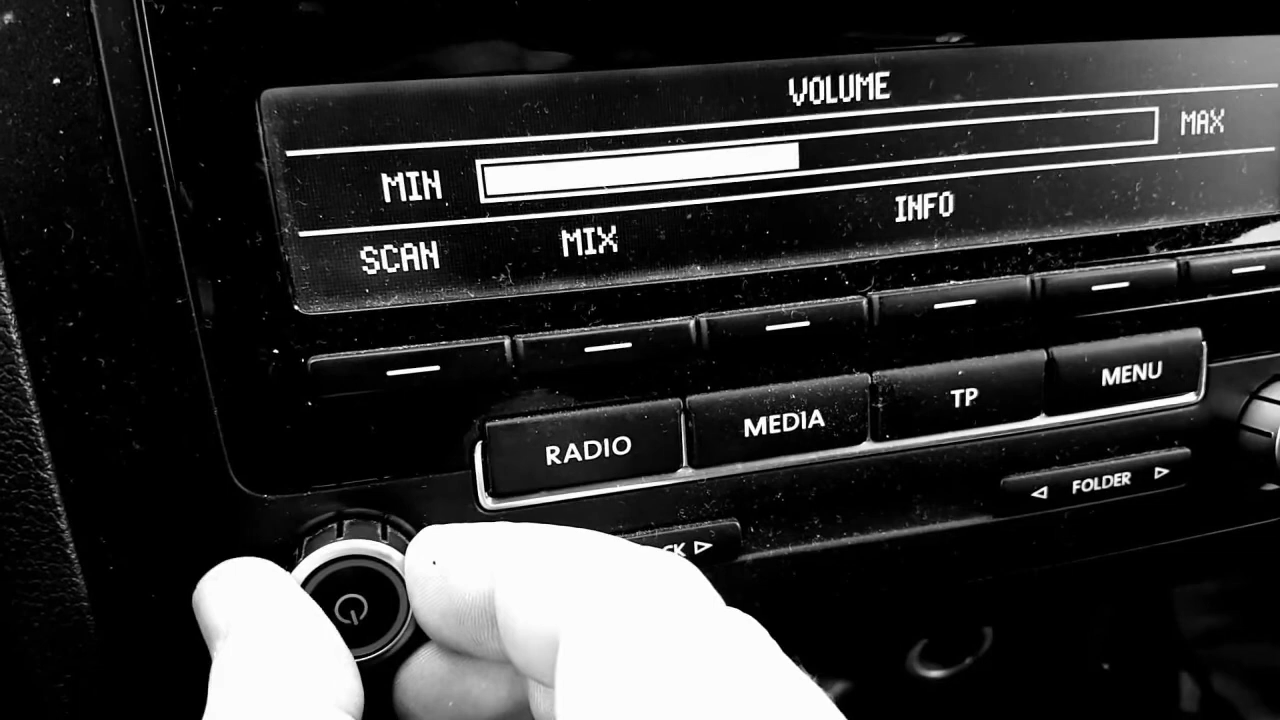 VOLUME
MIN MAX
SCAN MIX INFO
RADIO MEDIA TP MENU
FOLDER